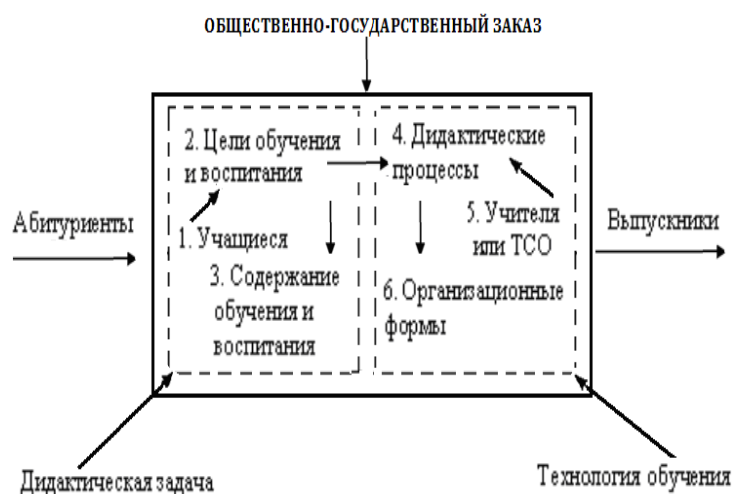 ОБЩЕСТВЕННО-ГОСУДАРСТВЕННЫЙ ЗАКАЗ
Абитуриенты
2. Цели обучения
и воспитания
1. Учащиеся
3. Содержание
обучения и
воспитания
4. Дидактические
процессы
5. Учителя
или ТСО
6. Организационные
формы
Выпускники
Дидактическая задача
Технология обучения